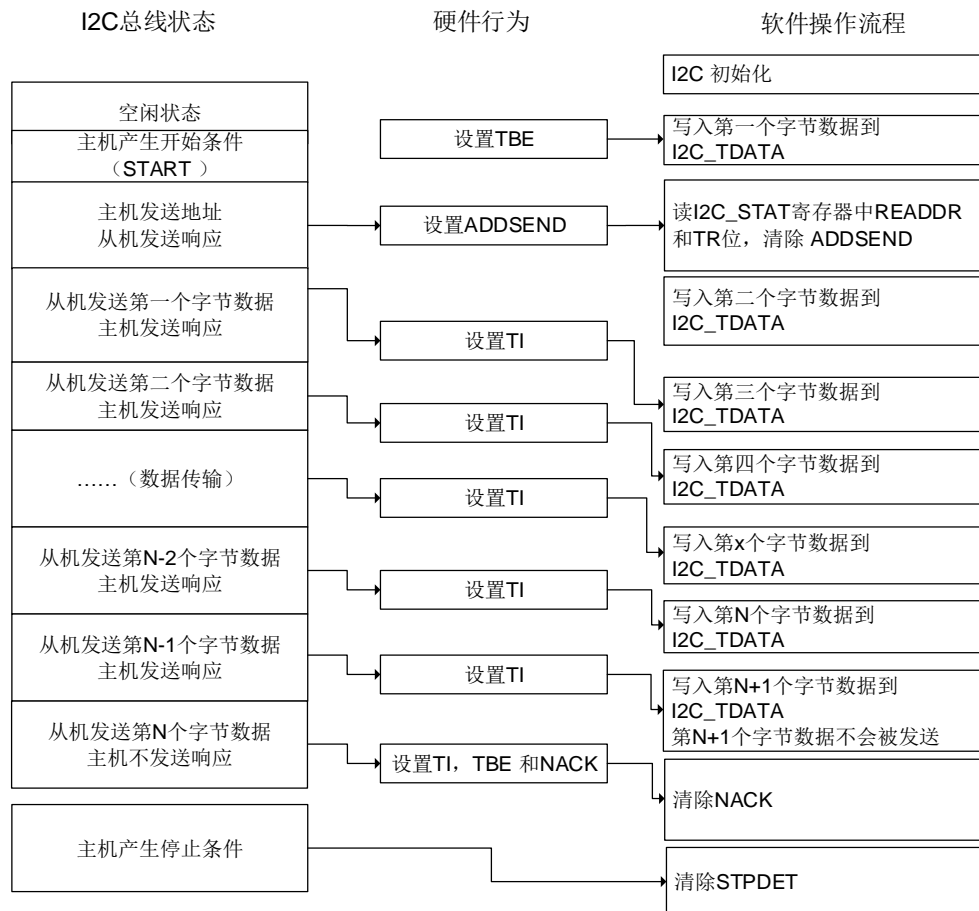 I2C总线状态
硬件行为
软件操作流程
I2C 初始化
空闲状态
主机产生开始条件
（START ）
设置TBE
写入第一个字节数据到
I2C_TDATA
主机发送地址
从机发送响应
设置ADDSEND
读I2C_STAT寄存器中READDR
和TR位，清除 ADDSEND
从机发送第一个字节数据
主机发送响应
设置TI
写入第二个字节数据到
I2C_TDATA
从机发送第二个字节数据
主机发送响应
设置TI
写入第三个字节数据到
I2C_TDATA
……（数据传输）
设置TI
写入第四个字节数据到
I2C_TDATA
从机发送第N-2个字节数据
主机发送响应
设置TI
写入第x个字节数据到
I2C_TDATA
写入第N个字节数据到
I2C_TDATA
从机发送第N-1个字节数据
主机发送响应
设置TI
写入第N+1个字节数据到
I2C_TDATA
第N+1个字节数据不会被发送
从机发送第N个字节数据
主机不发送响应
设置TI，TBE 和NACK
清除NACK
主机产生停止条件
清除STPDET